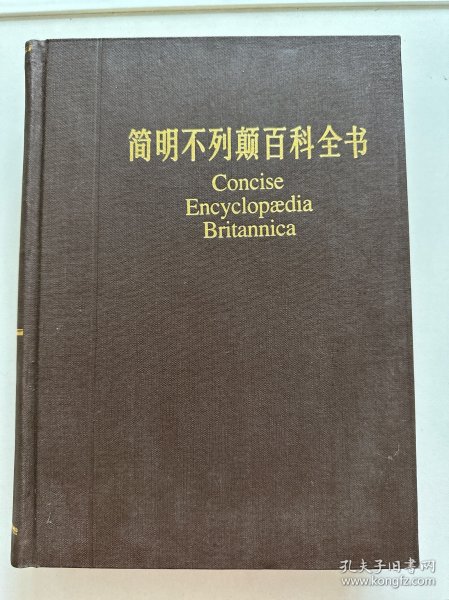 简明不列颠百科全书
Concise
Encyclopædia
Britannica
孔夫子旧书网
www.kongfz.com